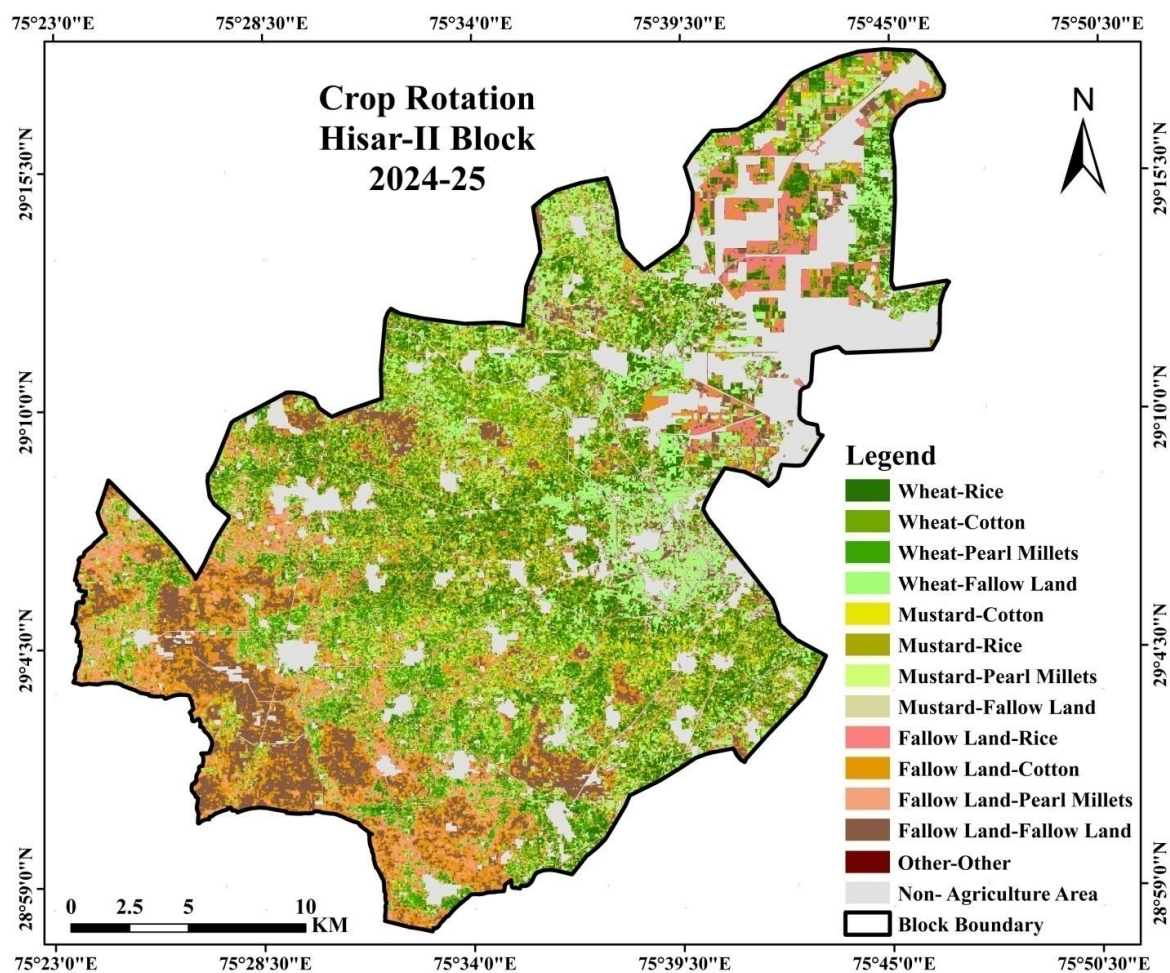 75°23'0"E 75°28'30"E 75°34'0"E 75°39'30"E 75°45'0"E 75°50'30"E
Crop Rotation
Hisar-II Block
2024-25
N
29°15'30"N 29°15'30"N
29°10'0"N 29°10'0"N
29°4'30"N 29°4'30"N
28°59'0"N 28°59'0"N
Legend
Wheat-Rice
Wheat-Cotton
Wheat-Pearl Millets
Wheat-Fallow Land
Mustard-Cotton
Mustard-Rice
Mustard-Pearl Millets
Mustard-Fallow Land
Fallow Land-Rice
Fallow Land-Cotton
Fallow Land-Pearl Millets
Fallow Land-Fallow Land
Other-Other
Non- Agriculture Area
Block Boundary
0 2.5 5 10
KM
75°23'0"E 75°28'30"E 75°34'0"E 75°39'30"E 75°45'0"E 75°50'30"E